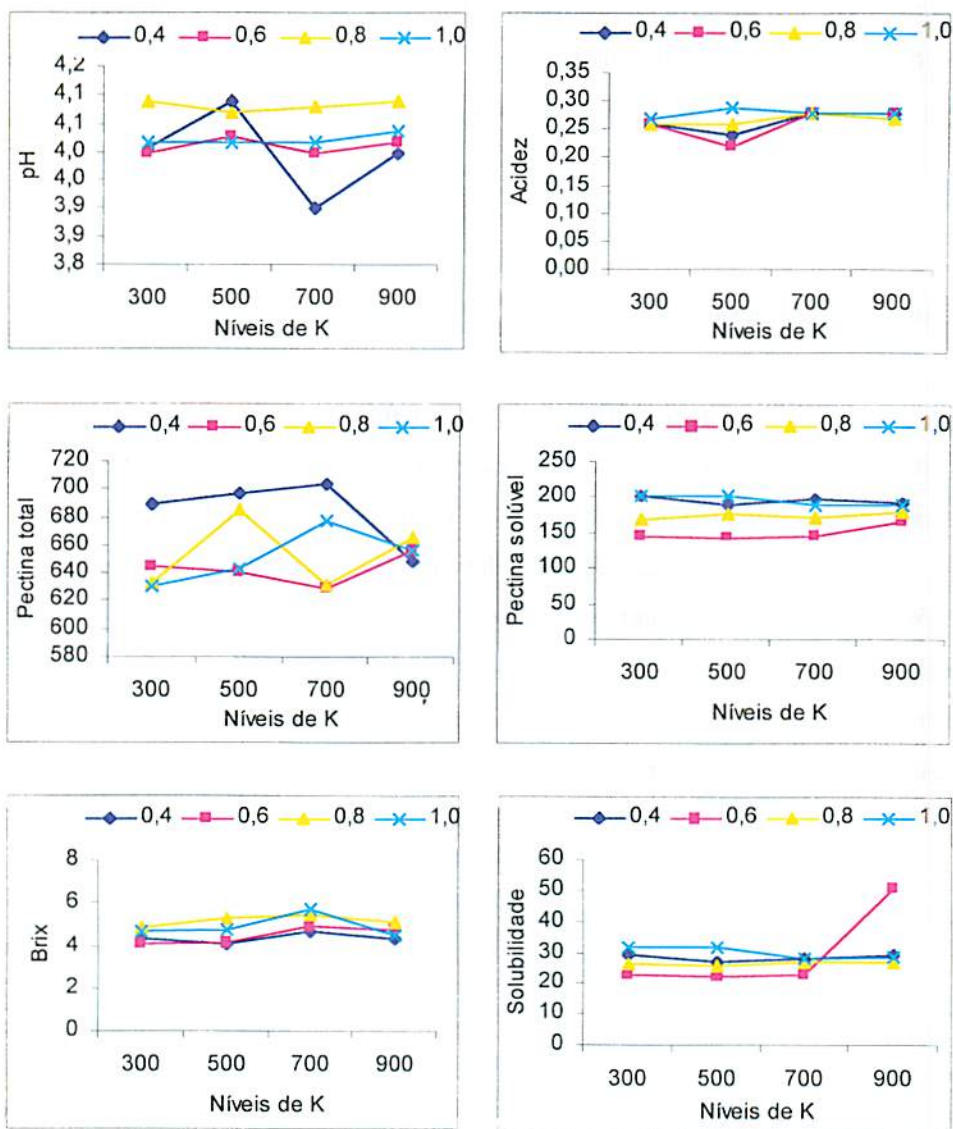 0,4 0,6 0,8 1,0
4,2
4,1
4,1
4,0
4,0
3,9
3,9
3,8
pH
300 500 700 900
Níveis de K
0,4 0,6 0,8 1,0
0,35
0,30
0,25
0,20
0,15
0,10
0,05
0,00
Acidez
300 500 700 900
Níveis de K
0,4 0,6 0,8 1,0
720
700
680
660
640
620
600
580
Pectina total
300 500 700 900
Níveis de K
0,4 0,6 0,8 1,0
250
200
150
100
50
0
Pectina solúvel
300 500 700 900
Níveis de K
0,4 0,6 0,8 1,0
8
6
4
2
0
Brix
300 500 700 900
Níveis de K
0,4 0,6 0,8 1,0
60
50
40
30
20
10
0
Solubilidade
300 500 700 900
Níveis de K